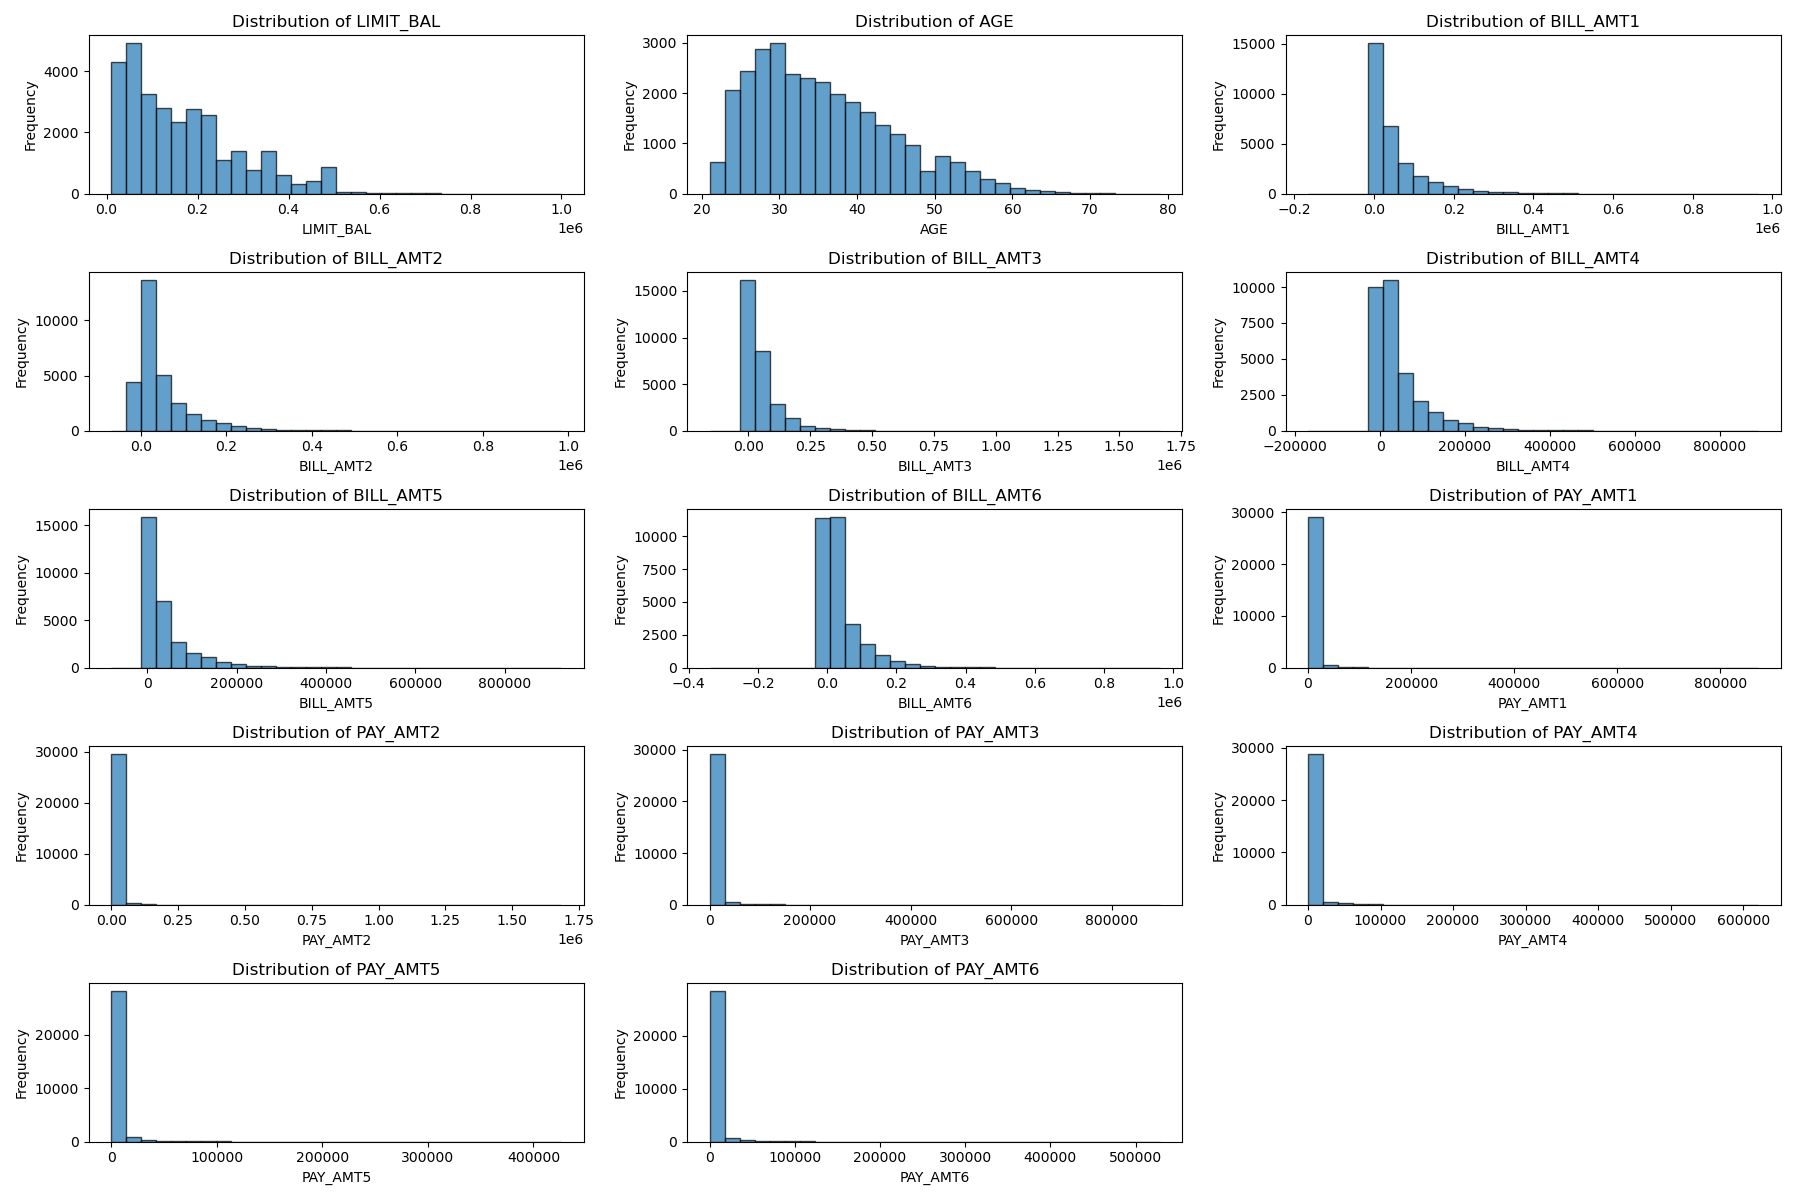 Distribution of LIMIT_BAL
Frequency
4000
2000
0
0.0 0.2 0.4 0.6 0.8 1.0
1e6
LIMIT_BAL
Distribution of AGE
Frequency
3000
2000
1000
0
20 30 40 50 60 70 80
AGE
Distribution of BILL_AMT1
Frequency
15000
10000
5000
0
−0.2 0.0 0.2 0.4 0.6 0.8 1.0
1e6
BILL_AMT1
Distribution of BILL_AMT2
Frequency
10000
5000
0
0.0 0.2 0.4 0.6 0.8 1.0
1e6
BILL_AMT2
Distribution of BILL_AMT3
Frequency
15000
10000
5000
0
0.00 0.25 0.50 0.75 1.00 1.25 1.50 1.75
1e6
BILL_AMT3
Distribution of BILL_AMT4
Frequency
10000
7500
5000
2500
0
−200000 0 200000 400000 600000 800000
BILL_AMT4
Distribution of BILL_AMT5
Frequency
15000
10000
5000
0
0 200000 400000 600000 800000
BILL_AMT5
Distribution of BILL_AMT6
Frequency
10000
7500
5000
2500
0
−0.4 −0.2 0.0 0.2 0.4 0.6 0.8 1.0
1e6
BILL_AMT6
Distribution of PAY_AMT1
Frequency
30000
20000
10000
0
0 200000 400000 600000 800000
PAY_AMT1
Distribution of PAY_AMT2
Frequency
30000
20000
10000
0
0.00 0.25 0.50 0.75 1.00 1.25 1.50 1.75
1e6
PAY_AMT2
Distribution of PAY_AMT3
Frequency
30000
20000
10000
0
0 200000 400000 600000 800000
PAY_AMT3
Distribution of PAY_AMT4
Frequency
30000
20000
10000
0
0 100000 200000 300000 400000 500000 600000
PAY_AMT4
Distribution of PAY_AMT5
Frequency
20000
10000
0
0 100000 200000 300000 400000
PAY_AMT5
Distribution of PAY_AMT6
Frequency
20000
10000
0
0 100000 200000 300000 400000 500000
PAY_AMT6